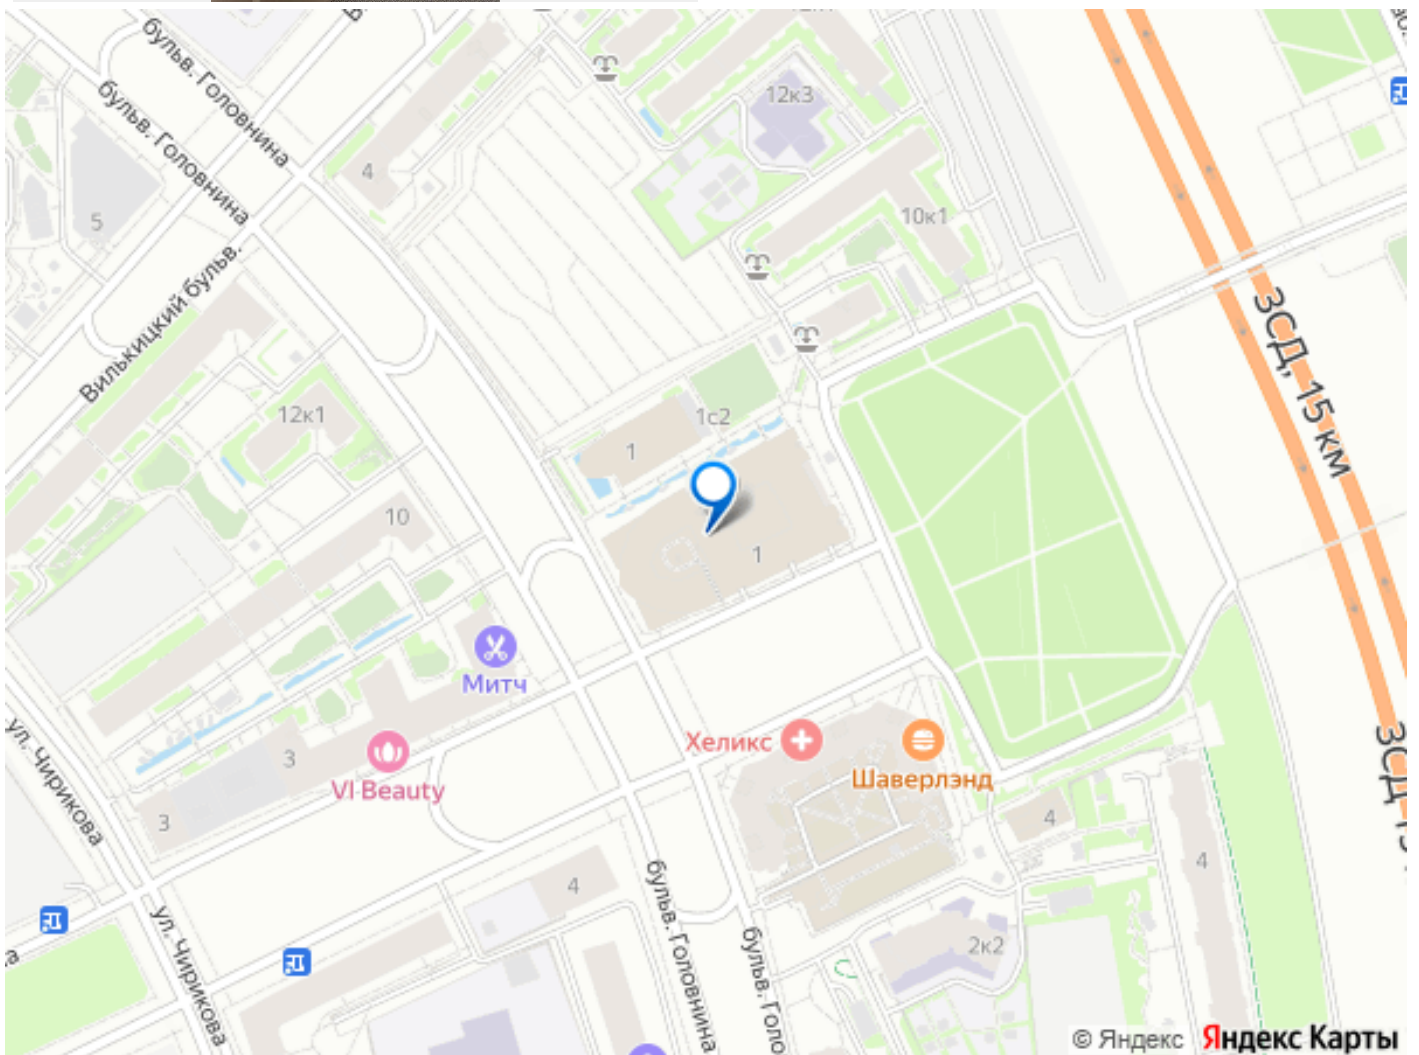 12к1
бульв. Головнина
бульв. Головнина
12к3
4
5
10к1
ЗСД, 15 км
Вилькицкий бульв.
12к1
1с2
1
10
1
Митч
Хеликс
Шаверлэнд
VI Beauty
3
3
4
4
4
ул. Чирикова
ул. Чирикова
бульв. Головнина
бульв. Голо
2к2
ЗСД
© Яндекс Яндекс Карты